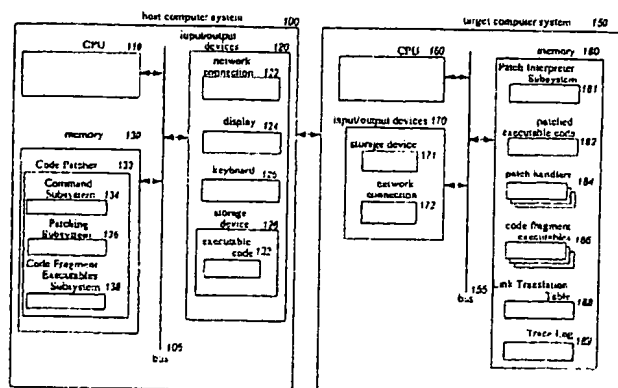 host computer system 100
CPU 110
input/output
devices 120
network
connection 122
display 124
keyboard 125
storage
device 126
executable
code 132
memory 130
Code Patcher 133
Command
Subsystem 134
Patching
Subsystem 136
Code Fragment
Executables
Subsystem 138
105
bus
target computer system 150
CPU 160
input/output devices 170
storage device
171
network
connection
172
155
bus
memory 180
Patch Interpreter
Subsystem
181
patched
executable code
182
patch handlers
184
code fragment
executables
186
Link Translation
Table
188
Trace Log
189